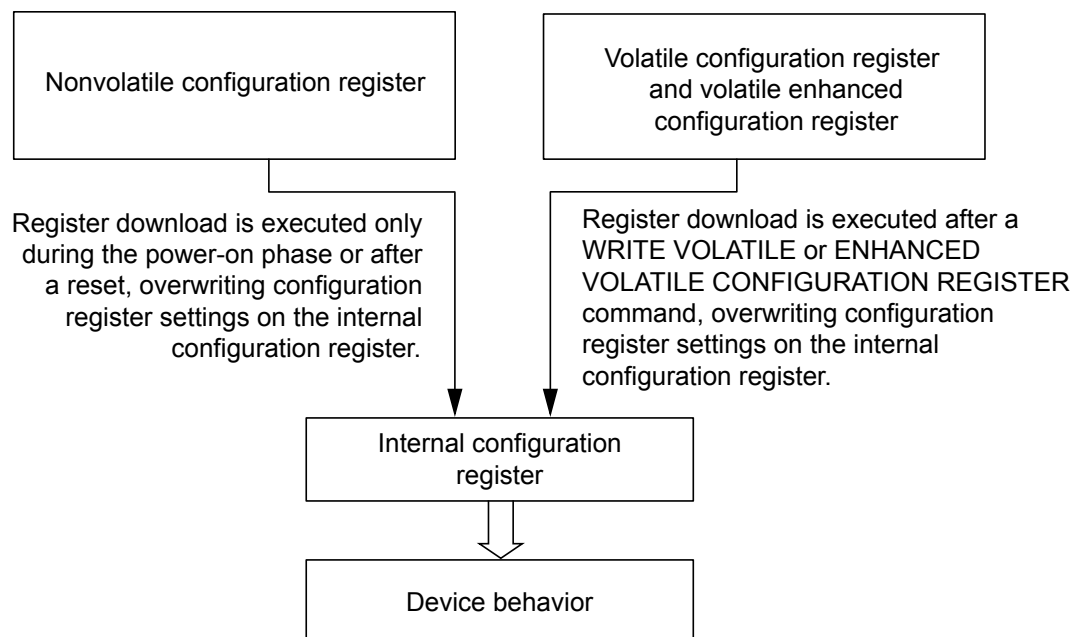 Nonvolatile configuration register
Volatile configuration register
and volatile enhanced
configuration register
Register download is executed only
during the power-on phase or after
a reset, overwriting configuration
register settings on the internal
configuration register.
Register download is executed after a
WRITE VOLATILE or ENHANCED
VOLATILE CONFIGURATION REGISTER
command, overwriting configuration
register settings on the internal
configuration register.
Internal configuration
register
Device behavior